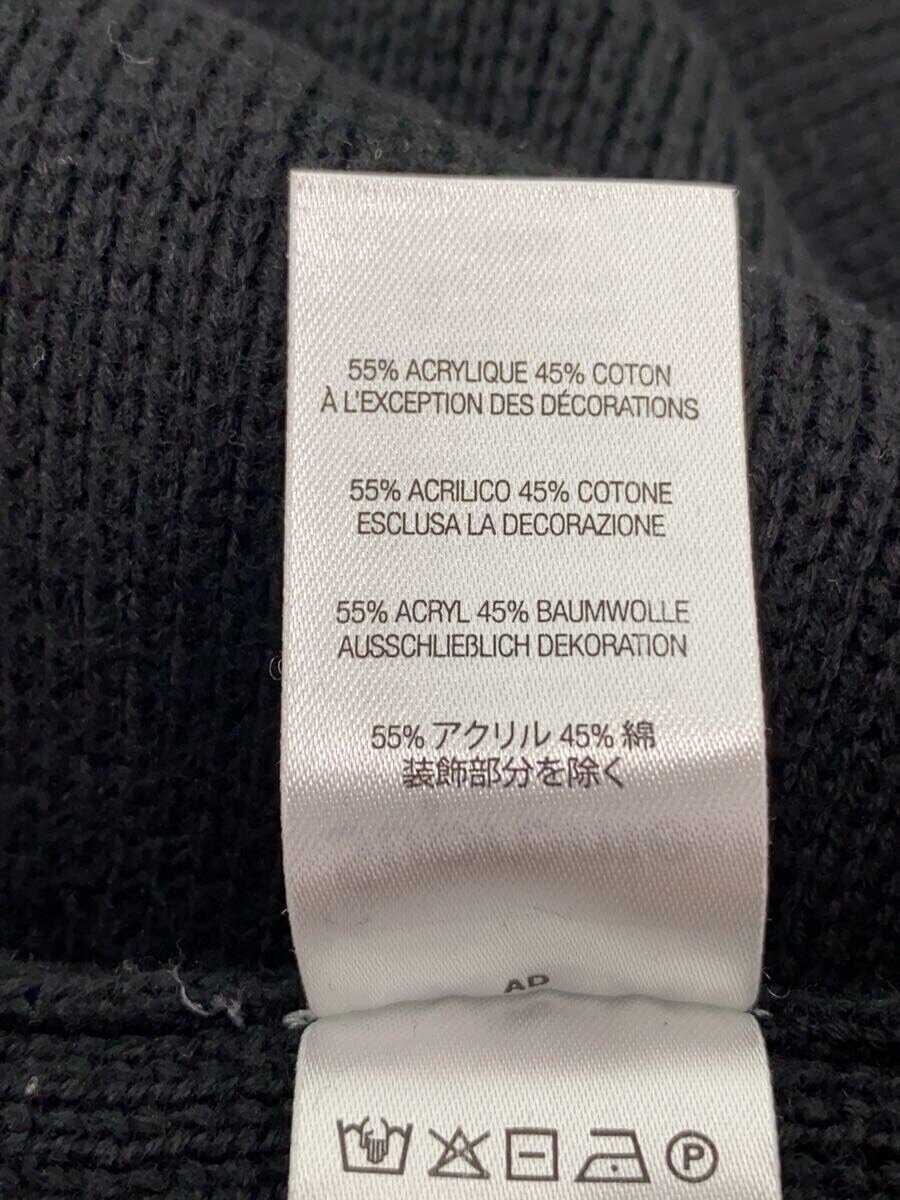 55% ACRYLIQUE 45% COTON
À L'EXCEPTION DES DÉCORATIONS
55% ACRILICO 45% COTONE
ESCLUSA LA DECORAZIONE
55% ACRYL 45% BAUMWOLLE
AUSSCHLIEßLICH DEKORATION
55% アクリル 45% 綿
装飾部分を除く
AD
P